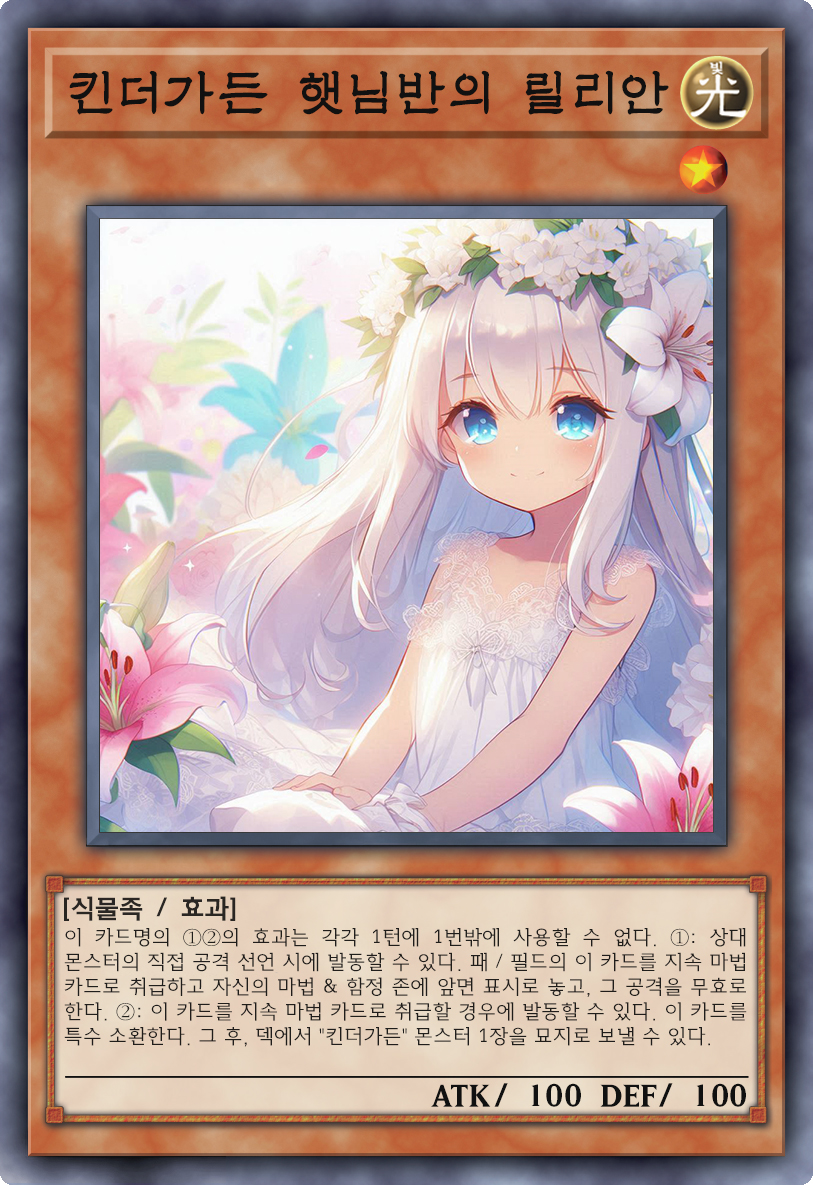 킨더가든 햇님반의 릴리안
빛
光
[식물족 / 효과]
이 카드명의 ①②의 효과는 각각 1턴에 1번밖에 사용할 수 없다. ①: 상대
몬스터의 직접 공격 선언 시에 발동할 수 있다. 패 / 필드의 이 카드를 지속 마법
카드로 취급하고 자신의 마법 & 함정 존에 앞면 표시로 놓고, 그 공격을 무효로
한다. ②: 이 카드를 지속 마법 카드로 취급할 경우에 발동할 수 있다. 이 카드를
특수 소환한다. 그 후, 덱에서 "킨더가든" 몬스터 1장을 묘지로 보낼 수 있다.
ATK/ 100 DEF/ 100